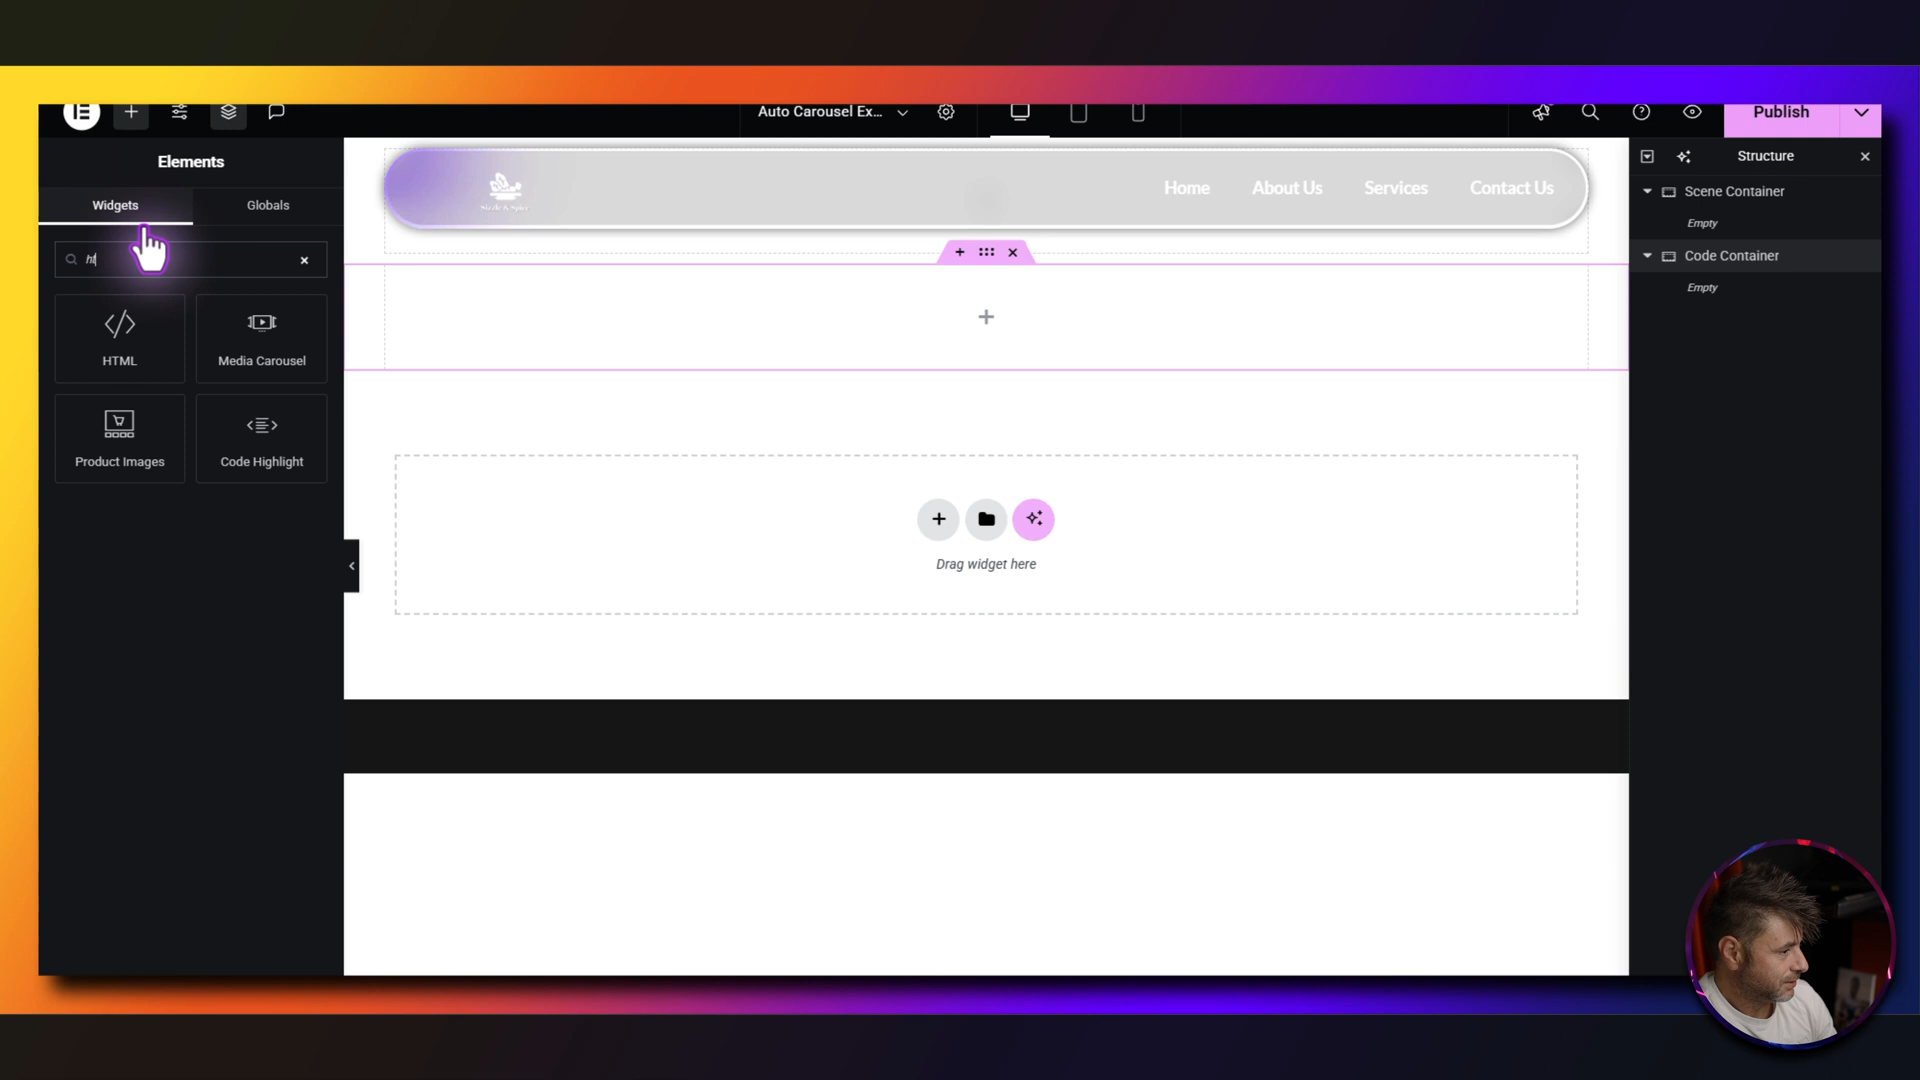 Auto Carousel Ex...
Publish
Elements
Widgets
Globals
ht
HTML
Media Carousel
Product Images
Code Highlight
Home
About Us
Services
Contact Us
Drag widget here
Structure
Scene Container
Empty
Code Container
Empty